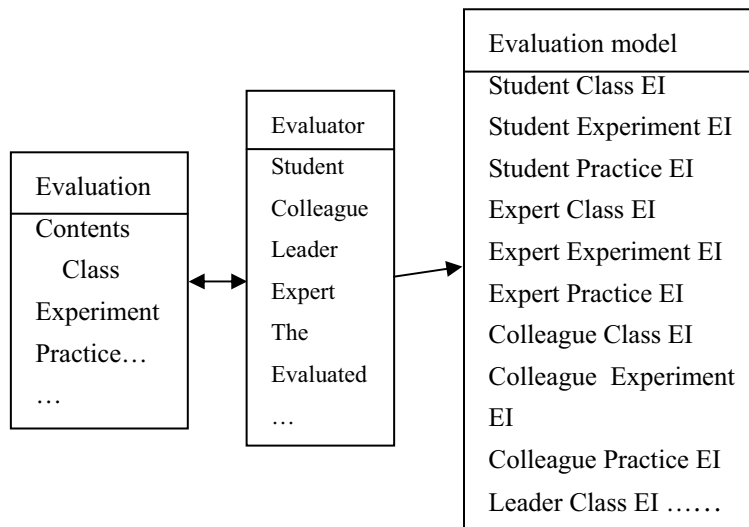 Evaluation
Contents
Class
Experiment
Practice…
…
Evaluator
Student
Colleague
Leader
Expert
The
Evaluated
…
Evaluation model
Student Class EI
Student Experiment EI
Student Practice EI
Expert Class EI
Expert Experiment EI
Expert Practice EI
Colleague Class EI
Colleague Experiment
EI
Colleague Practice EI
Leader Class EI ……